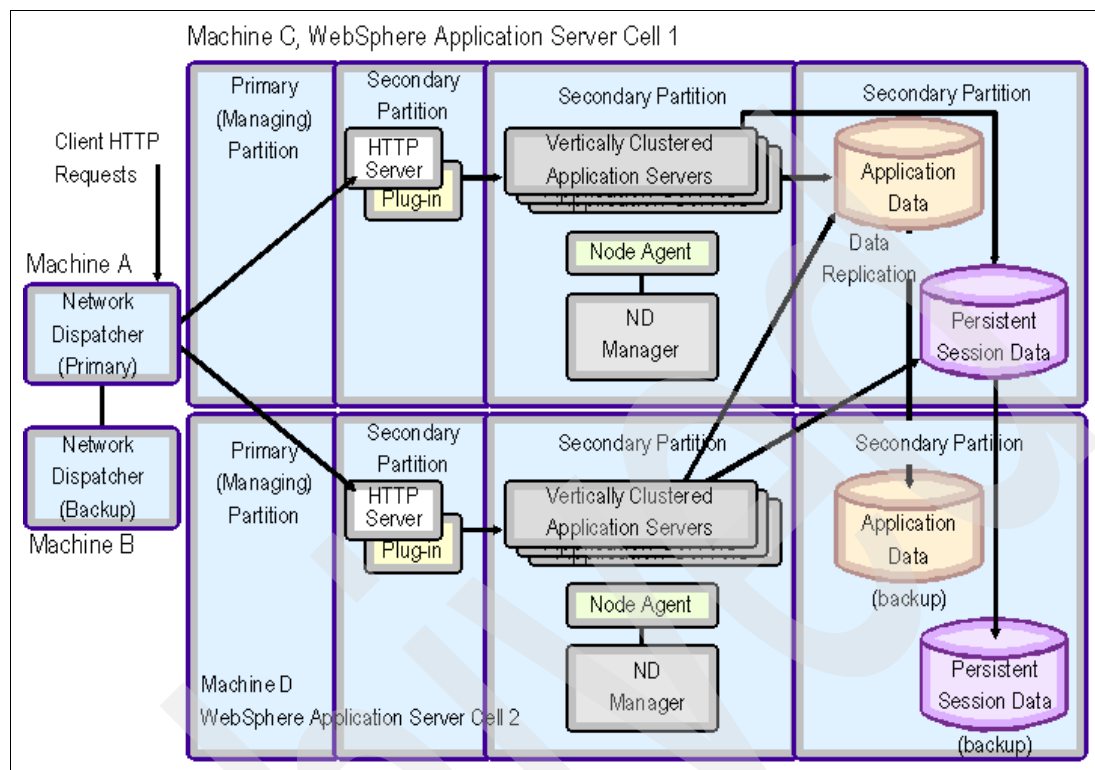 Machine C, WebSphere Application Server Cell 1
Primary
(Managing)
Partition
Secondary
Partition
Secondary Partition
Secondary Partition
Client HTTP
Requests
HTTP
Server
Plug-in
Vertically Clustered
Application Servers
Application Data
Data
Replication
Node Agent
ND
Manager
Persistent
Session Data
Machine A
Network
Dispatcher
(Primary)
Network
Dispatcher
(Backup)
Machine B
Primary
(Managing)
Partition
Secondary
Partition
Secondary Partition
Secondary Partition
HTTP
Server
Plug-in
Vertically Clustered
Application Servers
Application
Data
(backup)
Node Agent
ND
Manager
Persistent
Session Data
(backup)
Machine D
WebSphere Application Server Cell 2